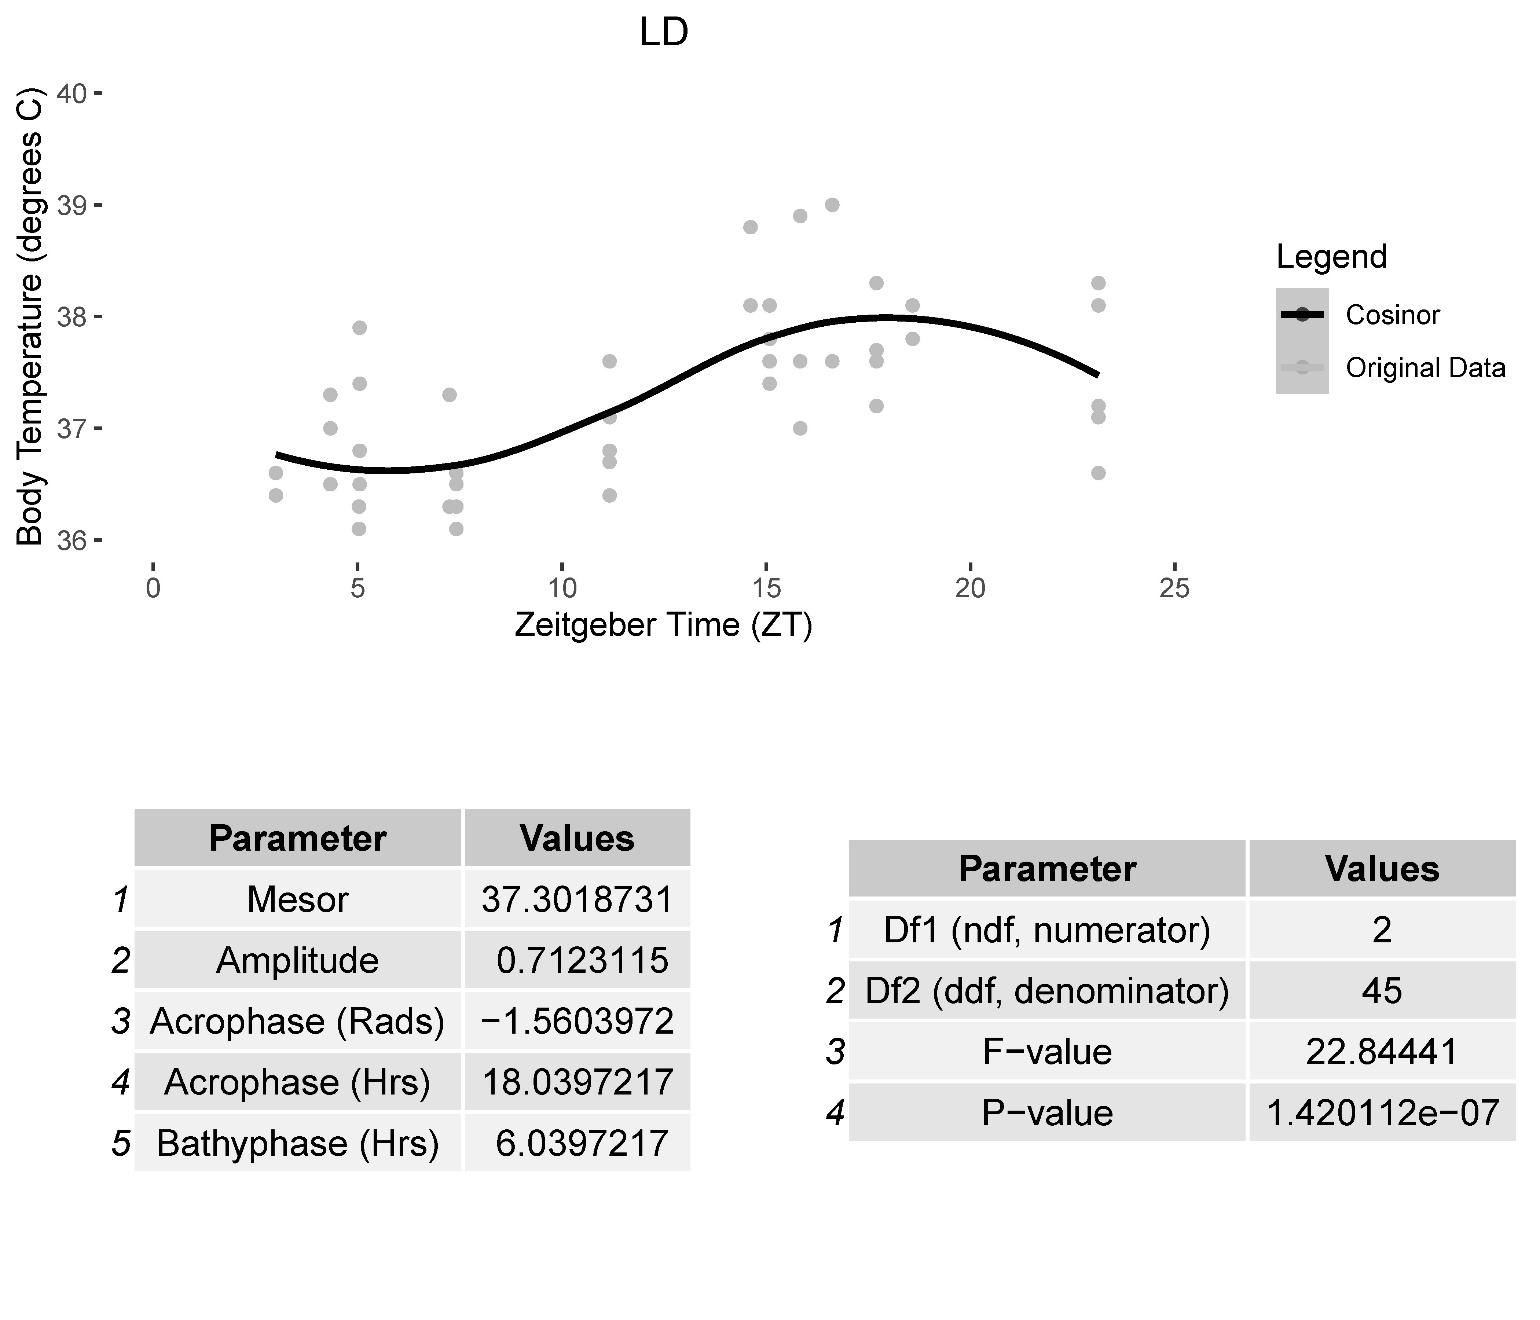 LD
Body Temperature (degrees C)
40
39
38
37
36
0 5 10 15 20 25
Zeitgeber Time (ZT)
Legend
Cosinor
Original Data
Parameter Values
1 Mesor 37.3018731
2 Amplitude 0.7123115
3 Acrophase (Rads) −1.5603972
4 Acrophase (Hrs) 18.0397217
5 Bathyphase (Hrs) 6.0397217
Parameter Values
1 Df1 (ndf, numerator) 2
2 Df2 (ddf, denominator) 45
3 F−value 22.84441
4 P−value 1.420112e−07